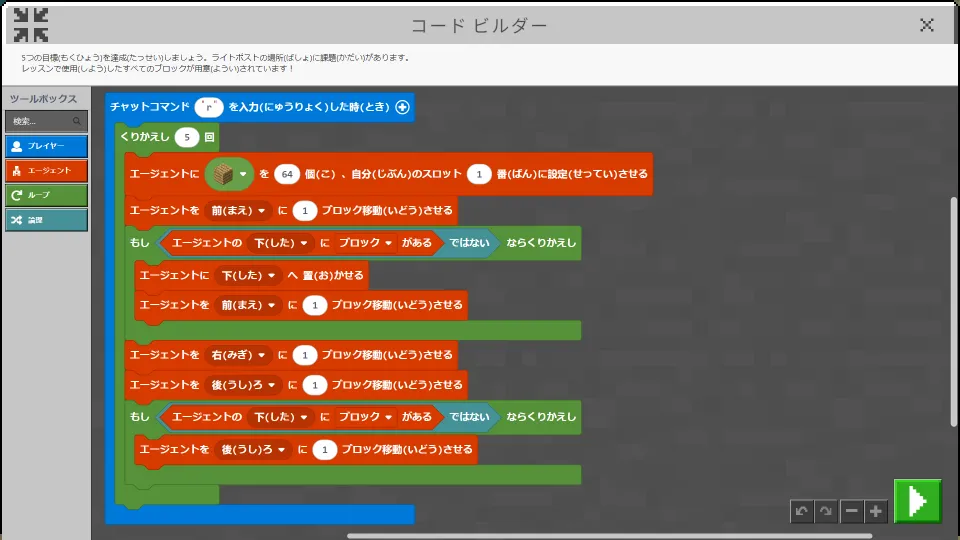 コード ビルダー
5つの目標(もくひょう)を達成(たっせい)しましょう。ライトポストの場所(ばしょ)に課題(かだい)があります。
レッスンで使用(しよう)したすべてのブロックが用意(ようい)されています！
ツールボックス
検索...
プレイヤー
エージェント
ループ
論理
チャットコマンド "r" を入力(にゅうりょく)した時(とき)
くりかえし 5 回
エージェントに を 64 個(こ) 、自分(じぶん)のスロット 1 番(ばん)に設定(せってい)させる
エージェントを 前(まえ) に 1 ブロック移動(いどう)させる
もし エージェントの 下(した) に ブロック がある ではない ならくりかえし
エージェントに 下(した) へ 置(お)かせる
エージェントを 前(まえ) に 1 ブロック移動(いどう)させる
エージェントを 右(みぎ) に 1 ブロック移動(いどう)させる
エージェントを 後(うし)ろ に 1 ブロック移動(いどう)させる
もし エージェントの 下(した) に ブロック がある ではない ならくりかえし
エージェントを 後(うし)ろ に 1 ブロック移動(いどう)させる